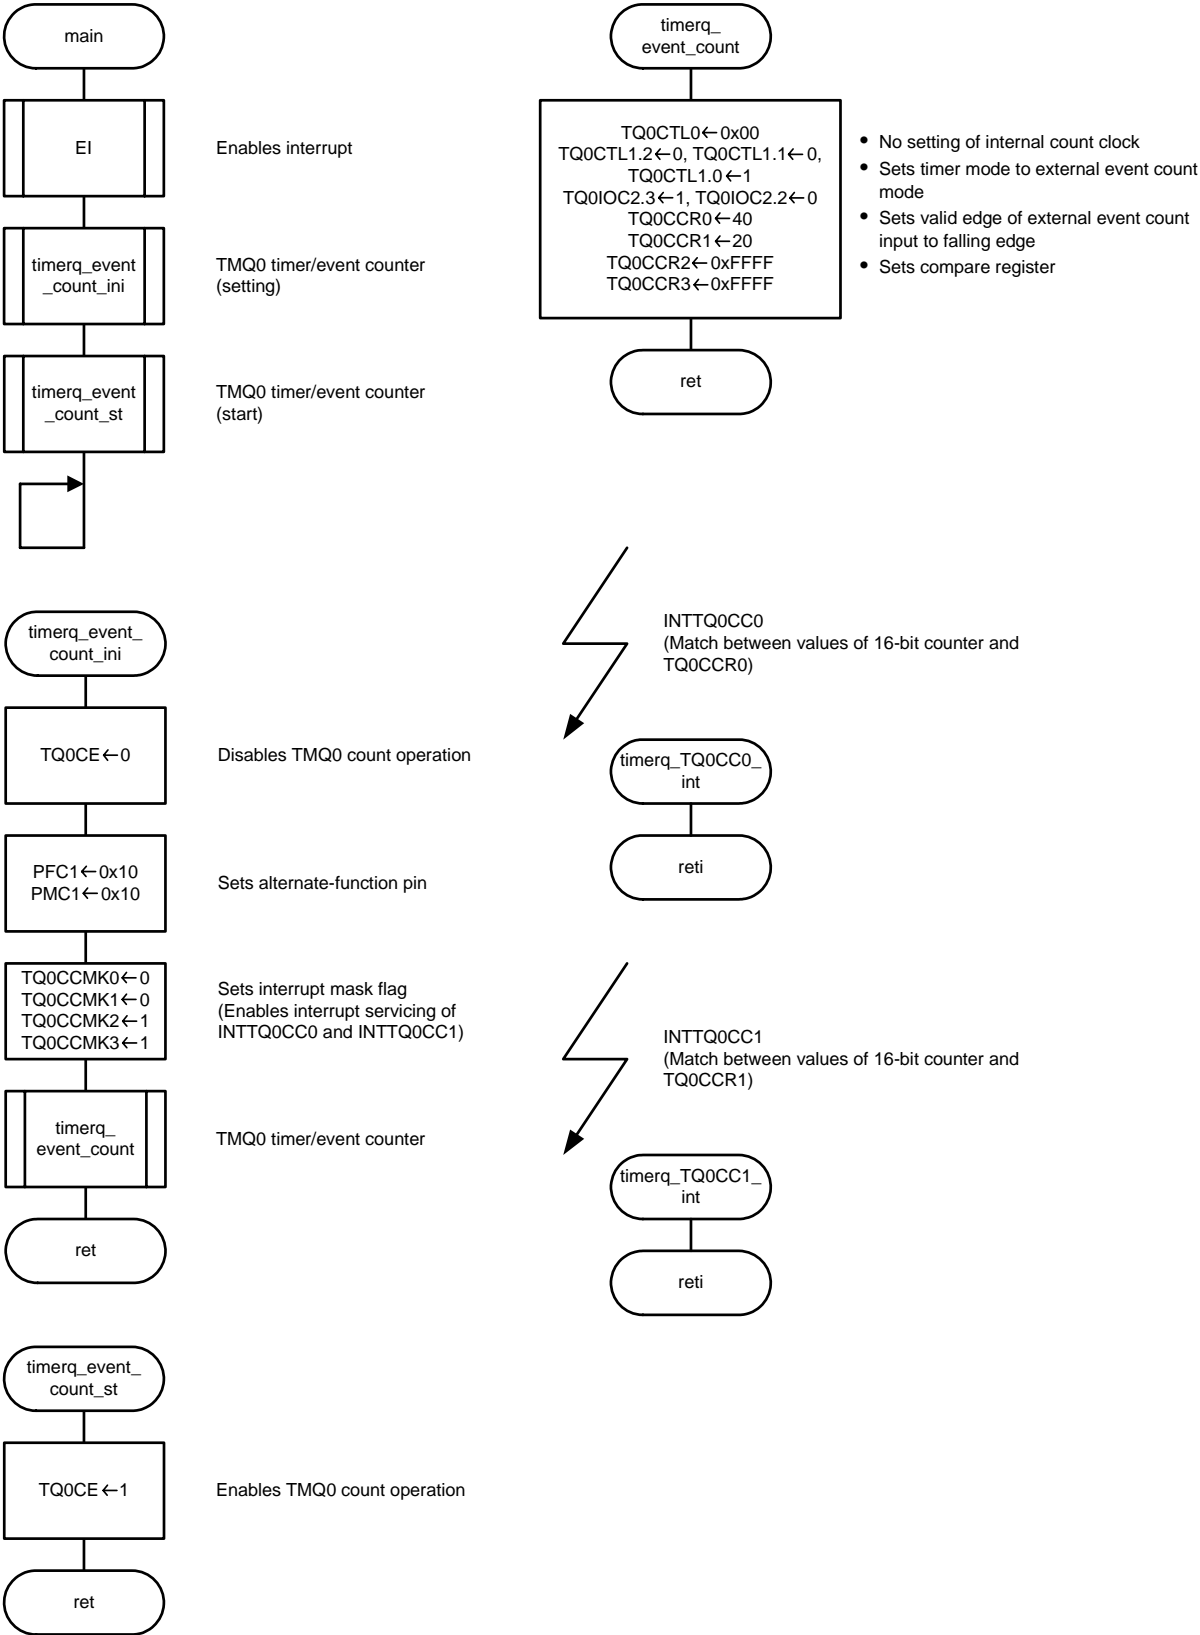 main
EI
Enables interrupt
timerq_event
_count_ini
TMQ0 timer/event counter
(setting)
timerq_event
_count_st
TMQ0 timer/event counter
(start)
timerq_
event_count
TQ0CTL0←0x00
TQ0CTL1.2←0, TQ0CTL1.1←0,
TQ0CTL1.0←1
TQ0IOC2.3←1, TQ0IOC2.2←0
TQ0CCR0←40
TQ0CCR1←20
TQ0CCR2←0xFFFF
TQ0CCR3←0xFFFF
• No setting of internal count clock
• Sets timer mode to external event count
mode
• Sets valid edge of external event count
input to falling edge
• Sets compare register
ret
timerq_event_
count_ini
TQ0CE←0
Disables TMQ0 count operation
PFC1←0x10
PMC1←0x10
Sets alternate-function pin
TQ0CCMK0←0
TQ0CCMK1←0
TQ0CCMK2←1
TQ0CCMK3←1
Sets interrupt mask flag
(Enables interrupt servicing of
INTTQ0CC0 and INTTQ0CC1)
timerq_
event_count
TMQ0 timer/event counter
ret
INTTQ0CC0
(Match between values of 16-bit counter and
TQ0CCR0)
timerq_TQ0CC0_
int
reti
INTTQ0CC1
(Match between values of 16-bit counter and
TQ0CCR1)
timerq_TQ0CC1_
int
reti
timerq_event_
count_st
TQ0CE←1
Enables TMQ0 count operation
ret